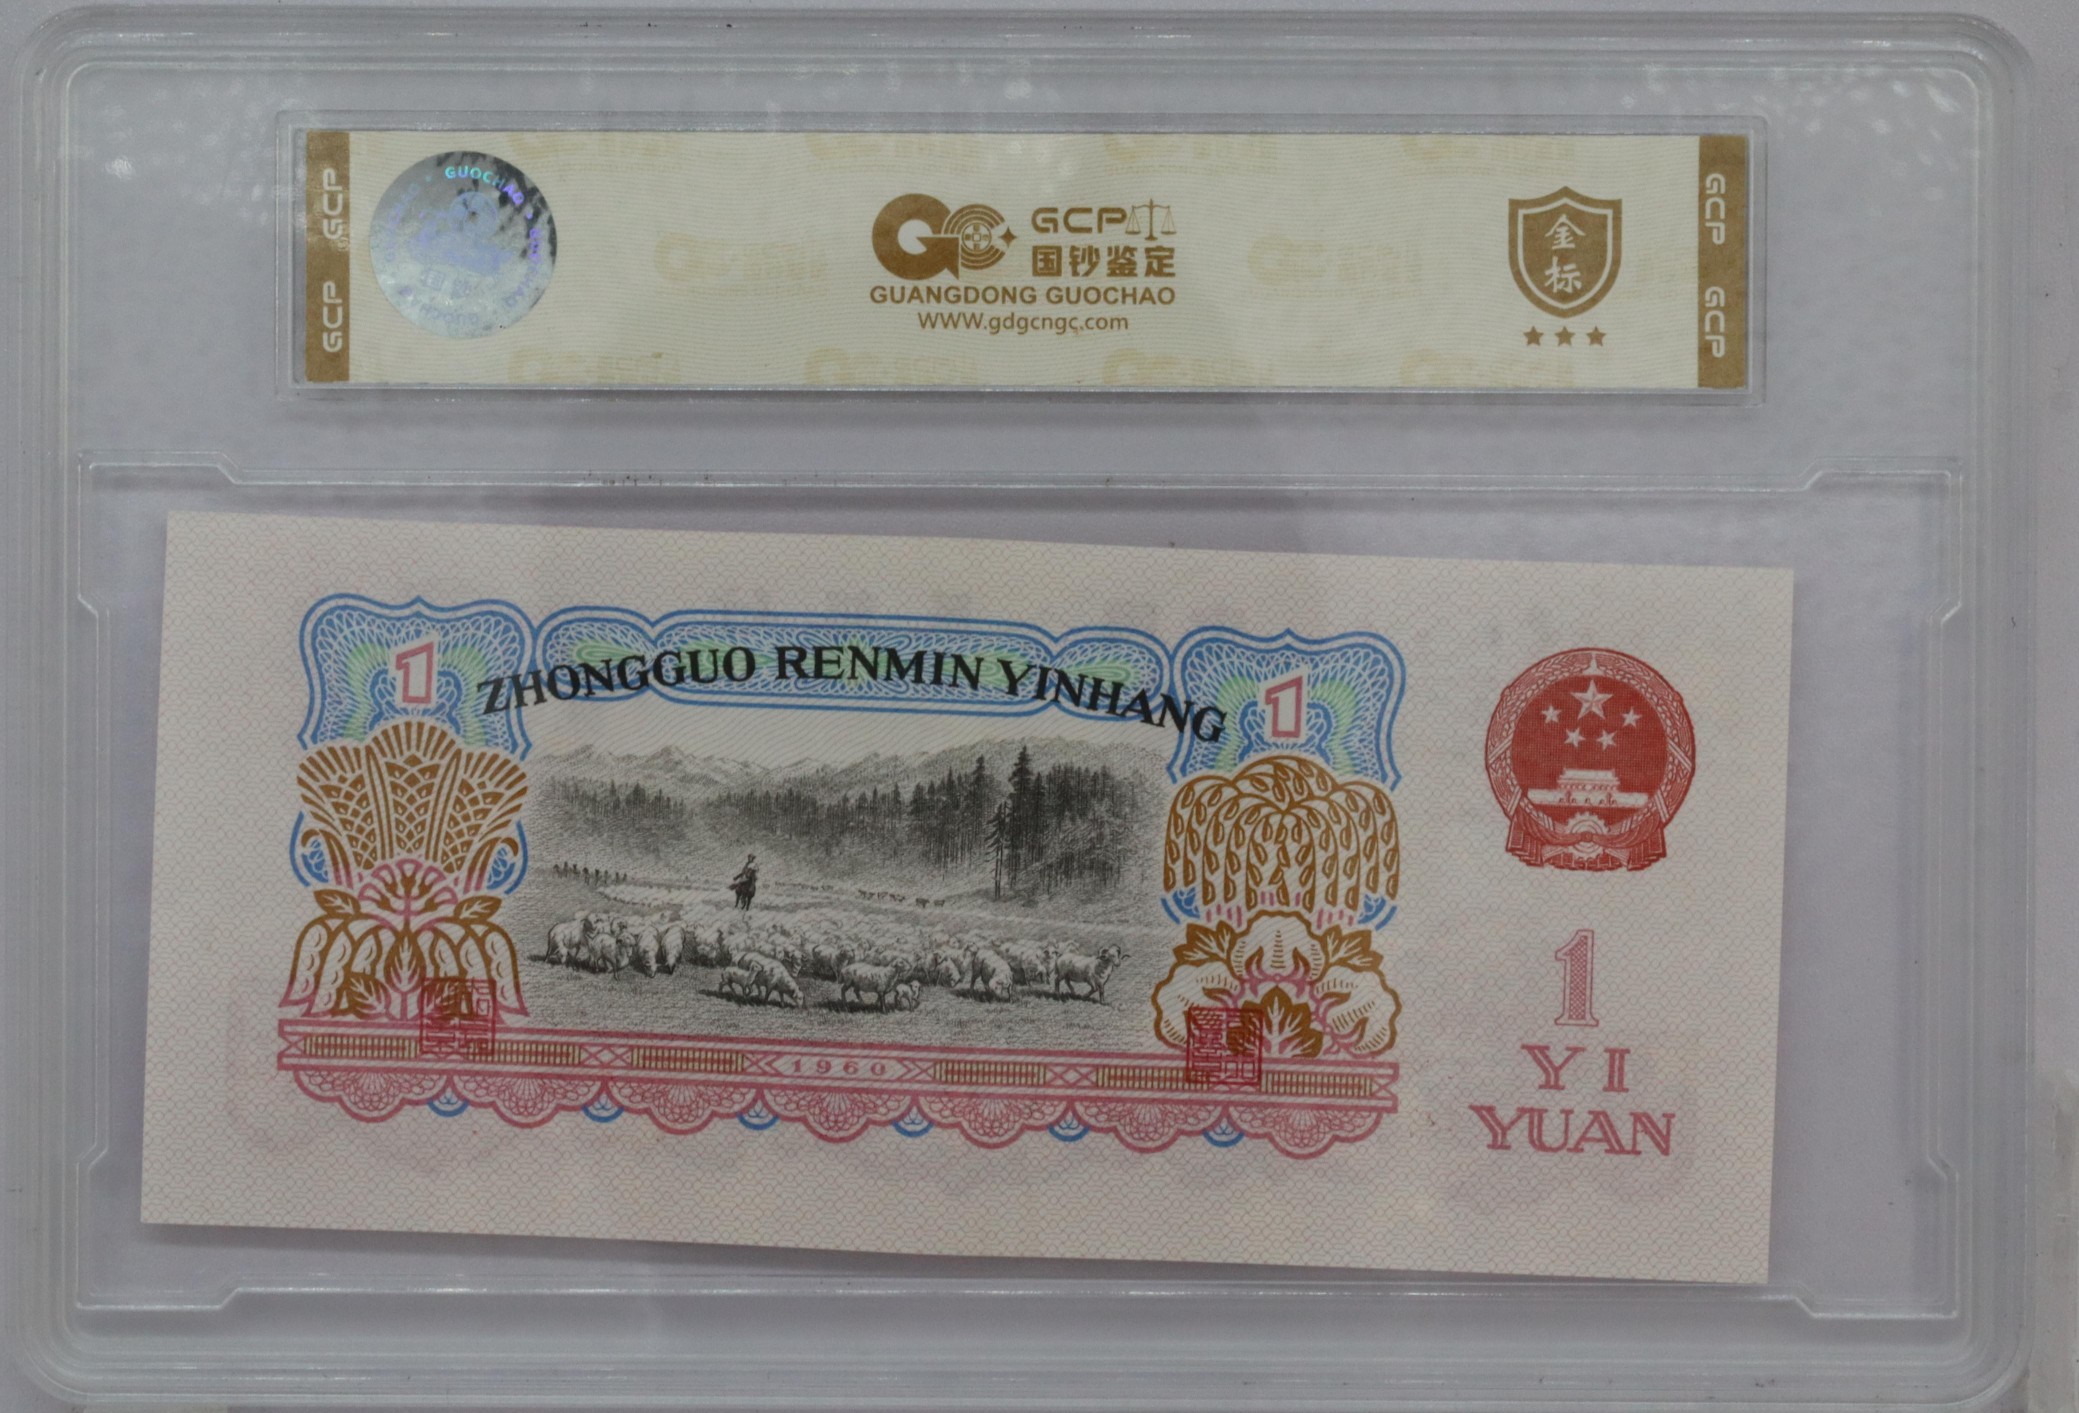 GCP
GCP
GUOCHAO
GCP
国钞鉴定
GUANGDONG GUOCHAO
WWW.gdgcngc.com
金
标
GCP
GCP
1
ZHONGGUO RENMIN YINHANG
1
1960
1
YI
YUAN